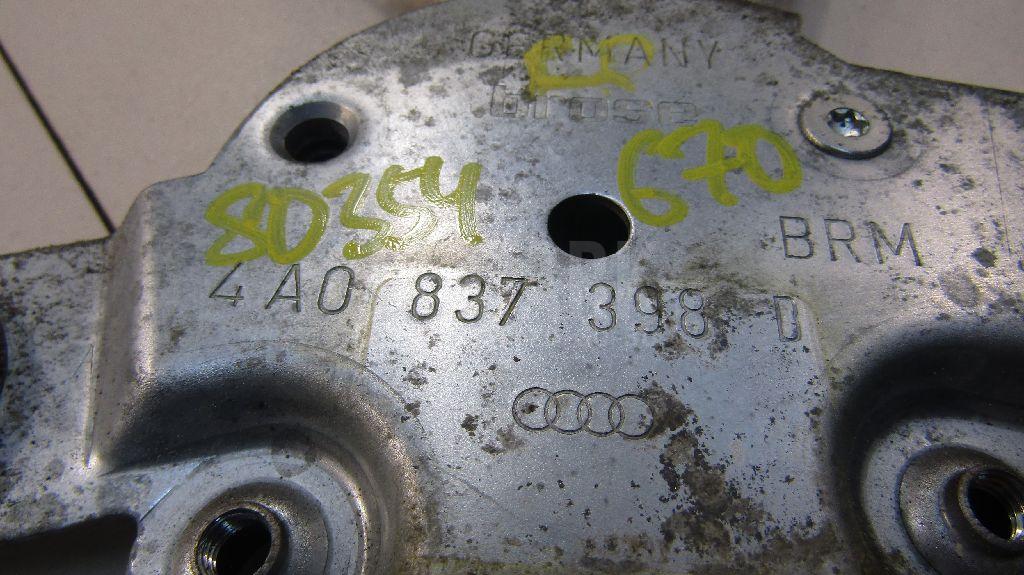 GERMANY
brose
80354 670
BRM
4A0 837 398 D